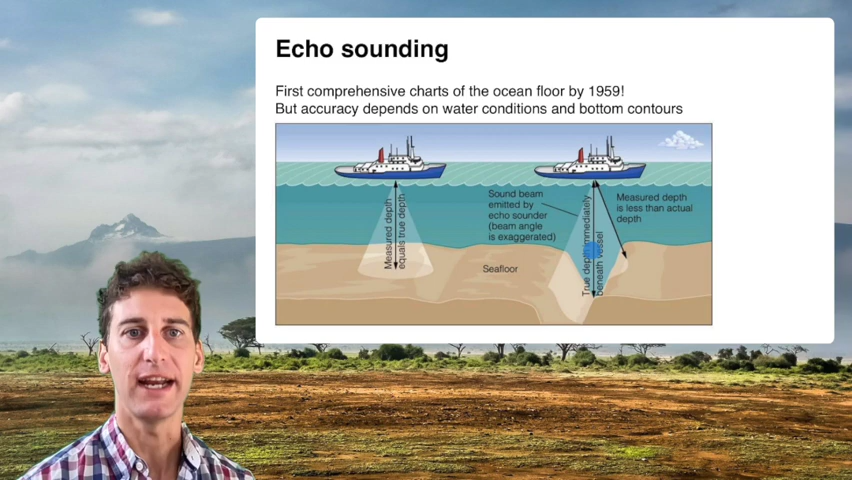 Echo sounding
First comprehensive charts of the ocean floor by 1959!
But accuracy depends on water conditions and bottom contours
Measured depth
equals true depth
Sound beam
emitted by
echo sounder
(beam angle
is exaggerated)
True depth immediately
beneath vessel
Measured depth
is less than actual
depth
Seafloor